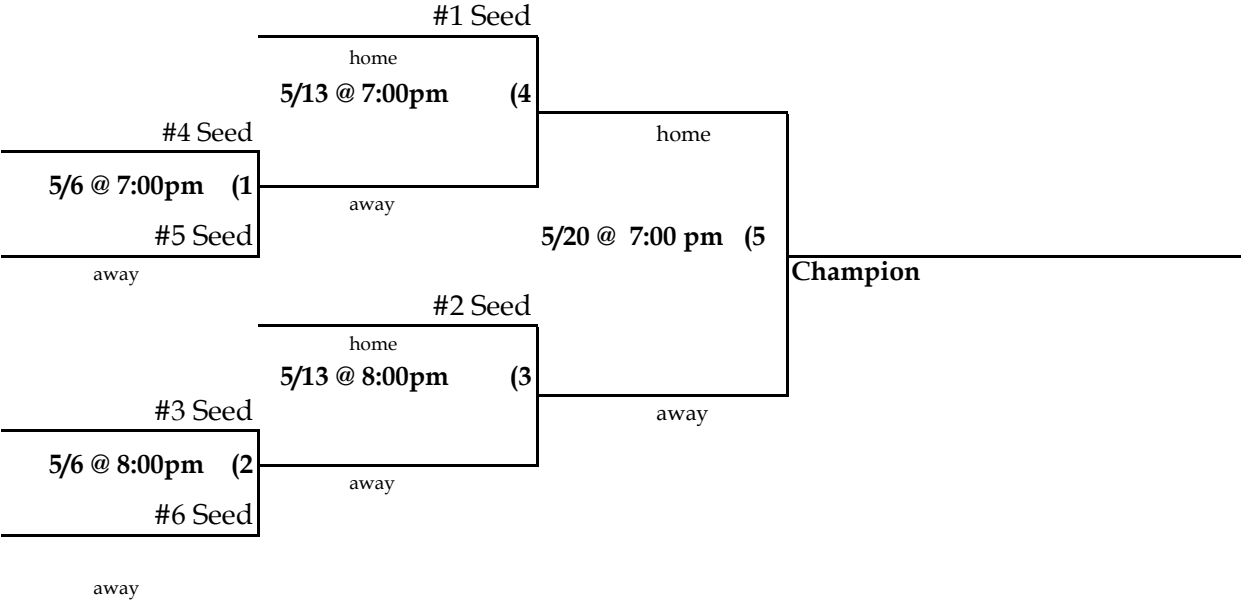 #1 Seed
home
5/13 @ 7:00pm (4
#4 Seed
home
5/6 @ 7:00pm (1
away
#5 Seed
5/20 @ 7:00 pm (5
away
Champion
#2 Seed
home
5/13 @ 8:00pm (3
#3 Seed
away
5/6 @ 8:00pm (2
away
#6 Seed
away